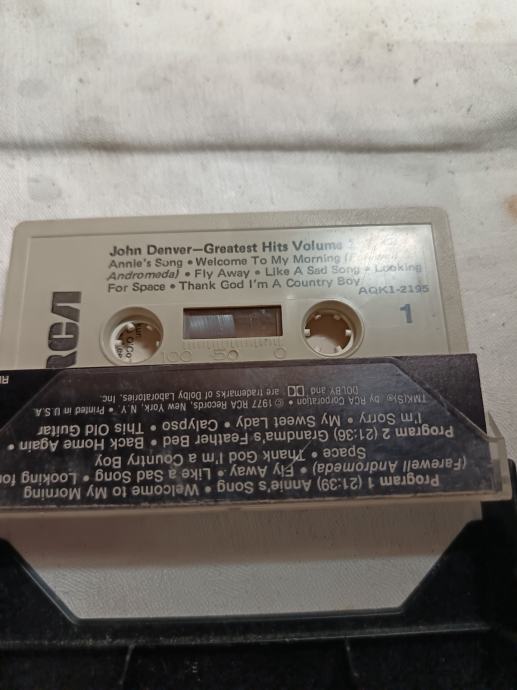 John Denver—Greatest Hits Volume
Annie's Song • Welcome To My Morning (Farewell
Andromeda) • Fly Away • Like A Sad Song • Looking
For Space • Thank God I'm A Country Boy
AQK1-2195
1
RCA
100 50 0
Program 1 (21:39) Annie's Song • Welcome to My Morning
(Farewell Andromeda) • Fly Away • Like a Sad Song • Looking for
Space • Thank God I'm a Country Boy
Program 2 (21:36) Grandma's Feather Bed • Back Home Again •
I'm Sorry • My Sweet Lady • Calypso • This Old Guitar
TM(S)® by RCA Corporation • © 1977 RCA Records, New York, N.Y. • Printed in U.S.A.
DOLBY and are trademarks of Dolby Laboratories, Inc.